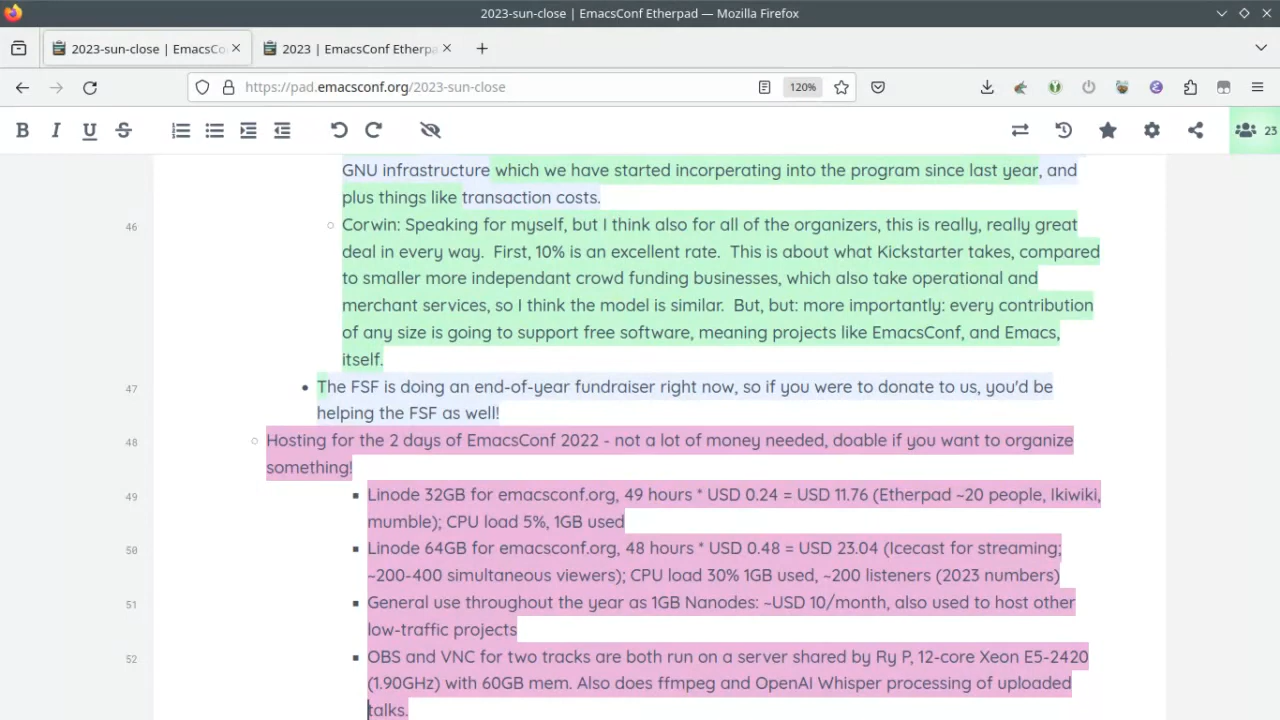 2023-sun-close | EmacsConf Etherpad — Mozilla Firefox
2023-sun-close | EmacsCo
2023 | EmacsConf Etherpa
https://pad.emacsconf.org/2023-sun-close
120%
B I U S
23
GNU infrastructure which we have started incorperating into the program since last year, and
plus things like transaction costs.
46
Corwin: Speaking for myself, but I think also for all of the organizers, this is really, really great
deal in every way.  First, 10% is an excellent rate.  This is about what Kickstarter takes, compared
to smaller more independant crowd funding businesses, which also take operational and
merchant services, so I think the model is similar.  But, but: more importantly: every contribution
of any size is going to support free software, meaning projects like EmacsConf, and Emacs,
itself.
47
The FSF is doing an end-of-year fundraiser right now, so if you were to donate to us, you'd be
helping the FSF as well!
48
Hosting for the 2 days of EmacsConf 2022 - not a lot of money needed, doable if you want to organize
something!
49
Linode 32GB for emacsconf.org, 49 hours * USD 0.24 = USD 11.76 (Etherpad ~20 people, Ikiwiki,
mumble); CPU load 5%, 1GB used
50
Linode 64GB for emacsconf.org, 48 hours * USD 0.48 = USD 23.04 (Icecast for streaming;
~200-400 simultaneous viewers); CPU load 30% 1GB used, ~200 listeners (2023 numbers)
51
General use throughout the year as 1GB Nanodes: ~USD 10/month, also used to host other
low-traffic projects
52
OBS and VNC for two tracks are both run on a server shared by Ry P, 12-core Xeon E5-2420
(1.90GHz) with 60GB mem. Also does ffmpeg and OpenAI Whisper processing of uploaded
talks.